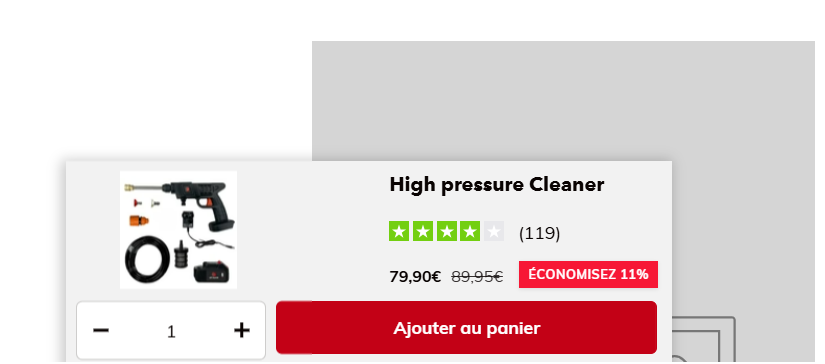 High pressure Cleaner
(119)
79,90€ 89,95€ ÉCONOMISEZ 11%
1
Ajouter au panier